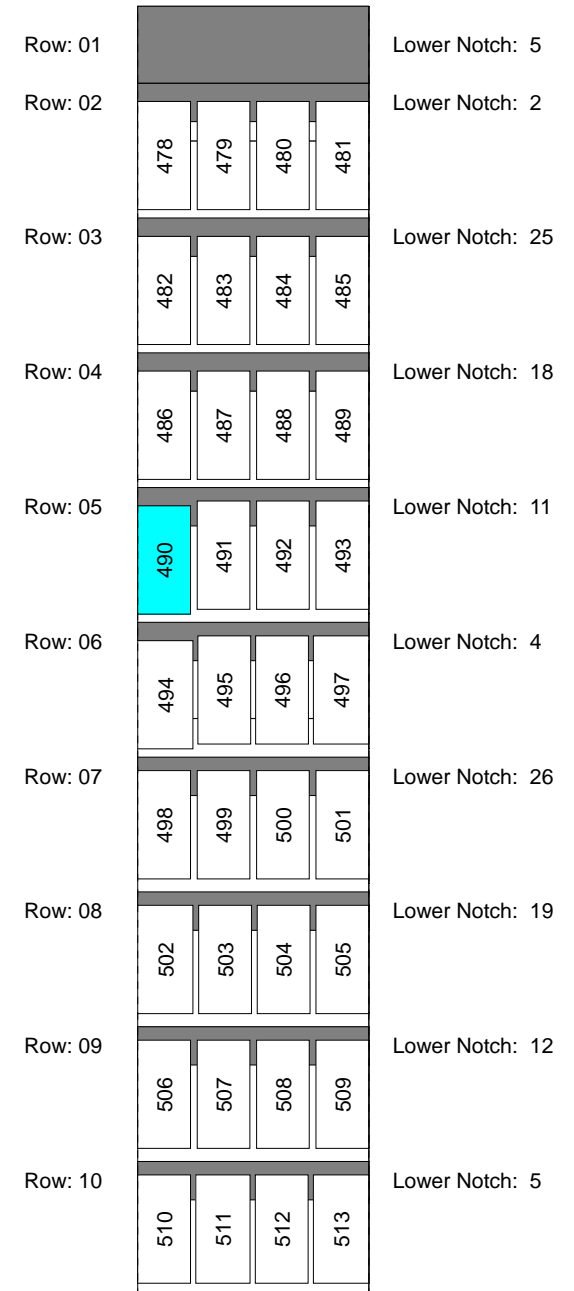 Row: 01 Lower Notch: 5
Row: 02 Lower Notch: 2
478 479 480 481
Row: 03 Lower Notch: 25
482 483 484 485
Row: 04 Lower Notch: 18
486 487 488 489
Row: 05 Lower Notch: 11
490 491 492 493
Row: 06 Lower Notch: 4
494 495 496 497
Row: 07 Lower Notch: 26
498 499 500 501
Row: 08 Lower Notch: 19
502 503 504 505
Row: 09 Lower Notch: 12
506 507 508 509
Row: 10 Lower Notch: 5
510 511 512 513